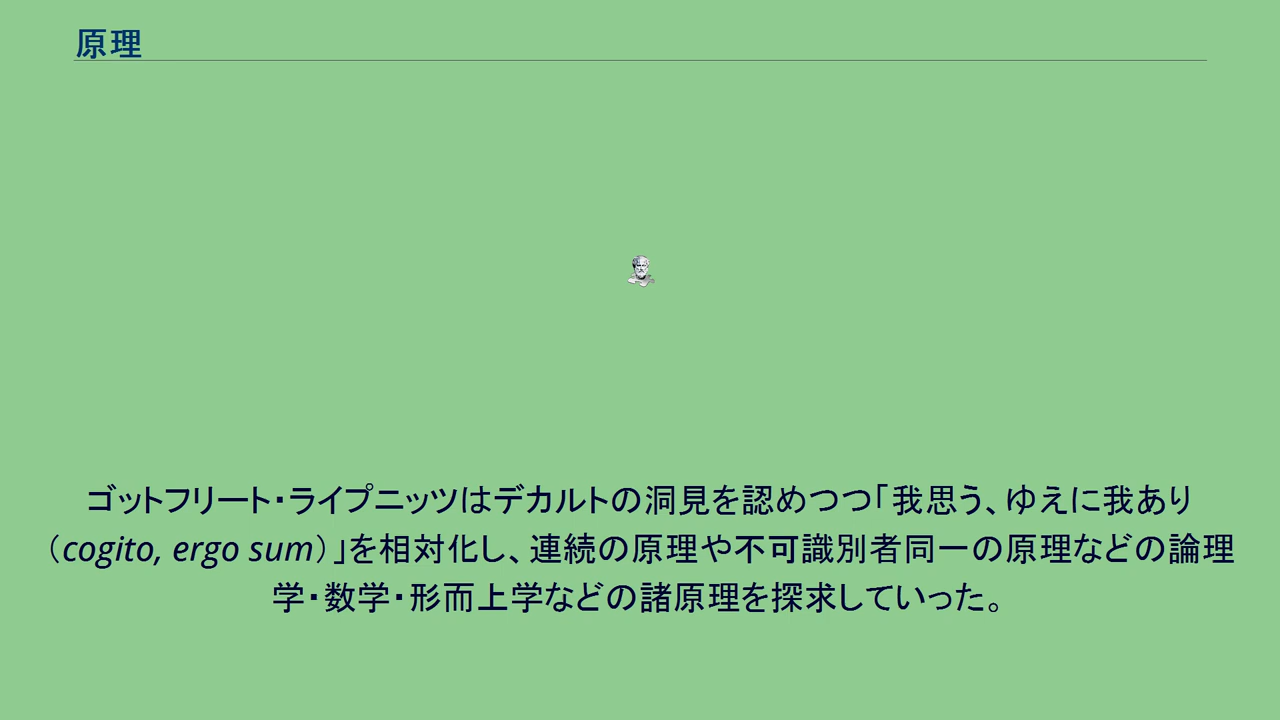 原理
ゴットフリート・ライプニッツはデカルトの洞見を認めつつ「我思う、ゆえに我あり
（cogito, ergo sum）」を相対化し、連続の原理や不可識別者同一の原理などの論理
学・数学・形而上学などの諸原理を探求していった。